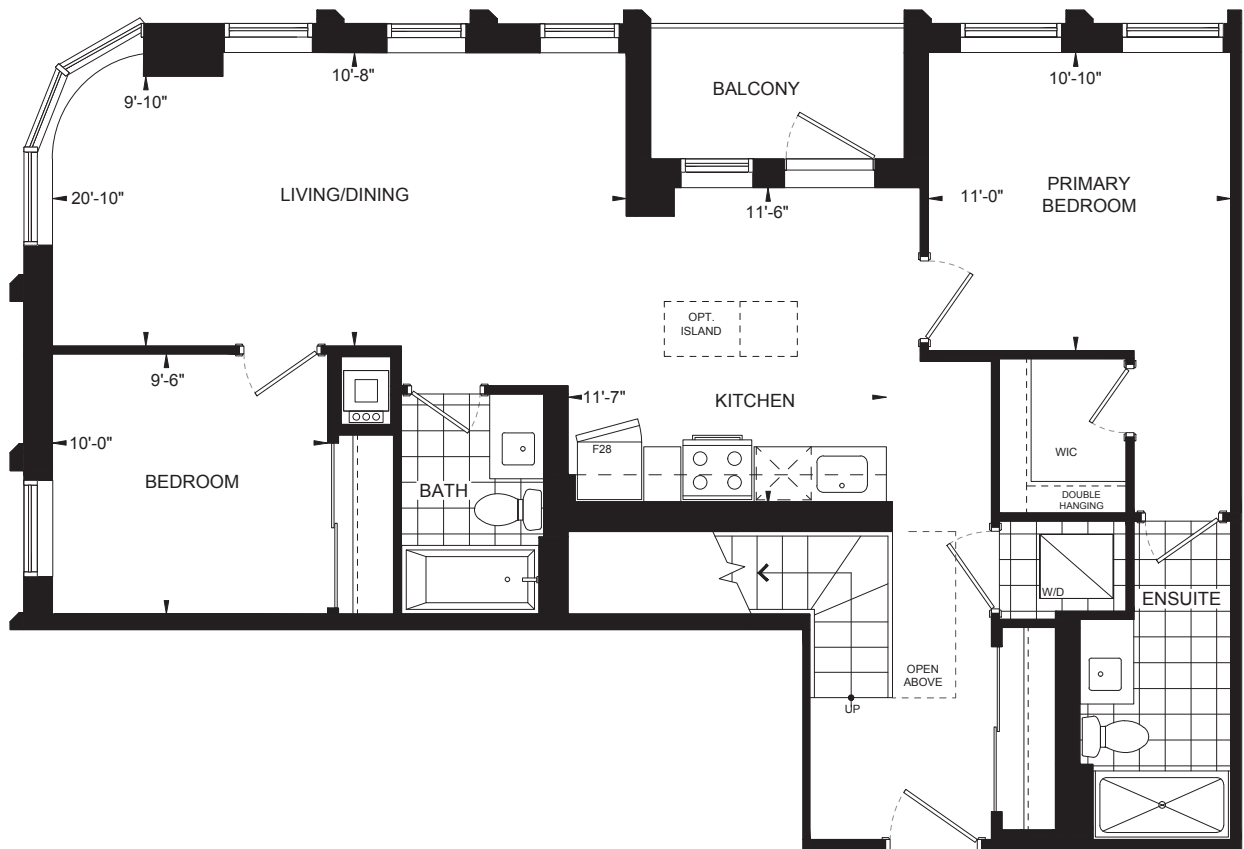 10'-8"
10'-10"
9'-10"
BALCONY
LIVING/DINING
20'-10"
11'-6"
11'-0"
PRIMARY
BEDROOM
OPT.
ISLAND
9'-6"
11'-7"
KITCHEN
10'-0"
F28
WIC
BEDROOM
BATH
DOUBLE
HANGING
W/D
ENSUITE
OPEN
ABOVE
UP